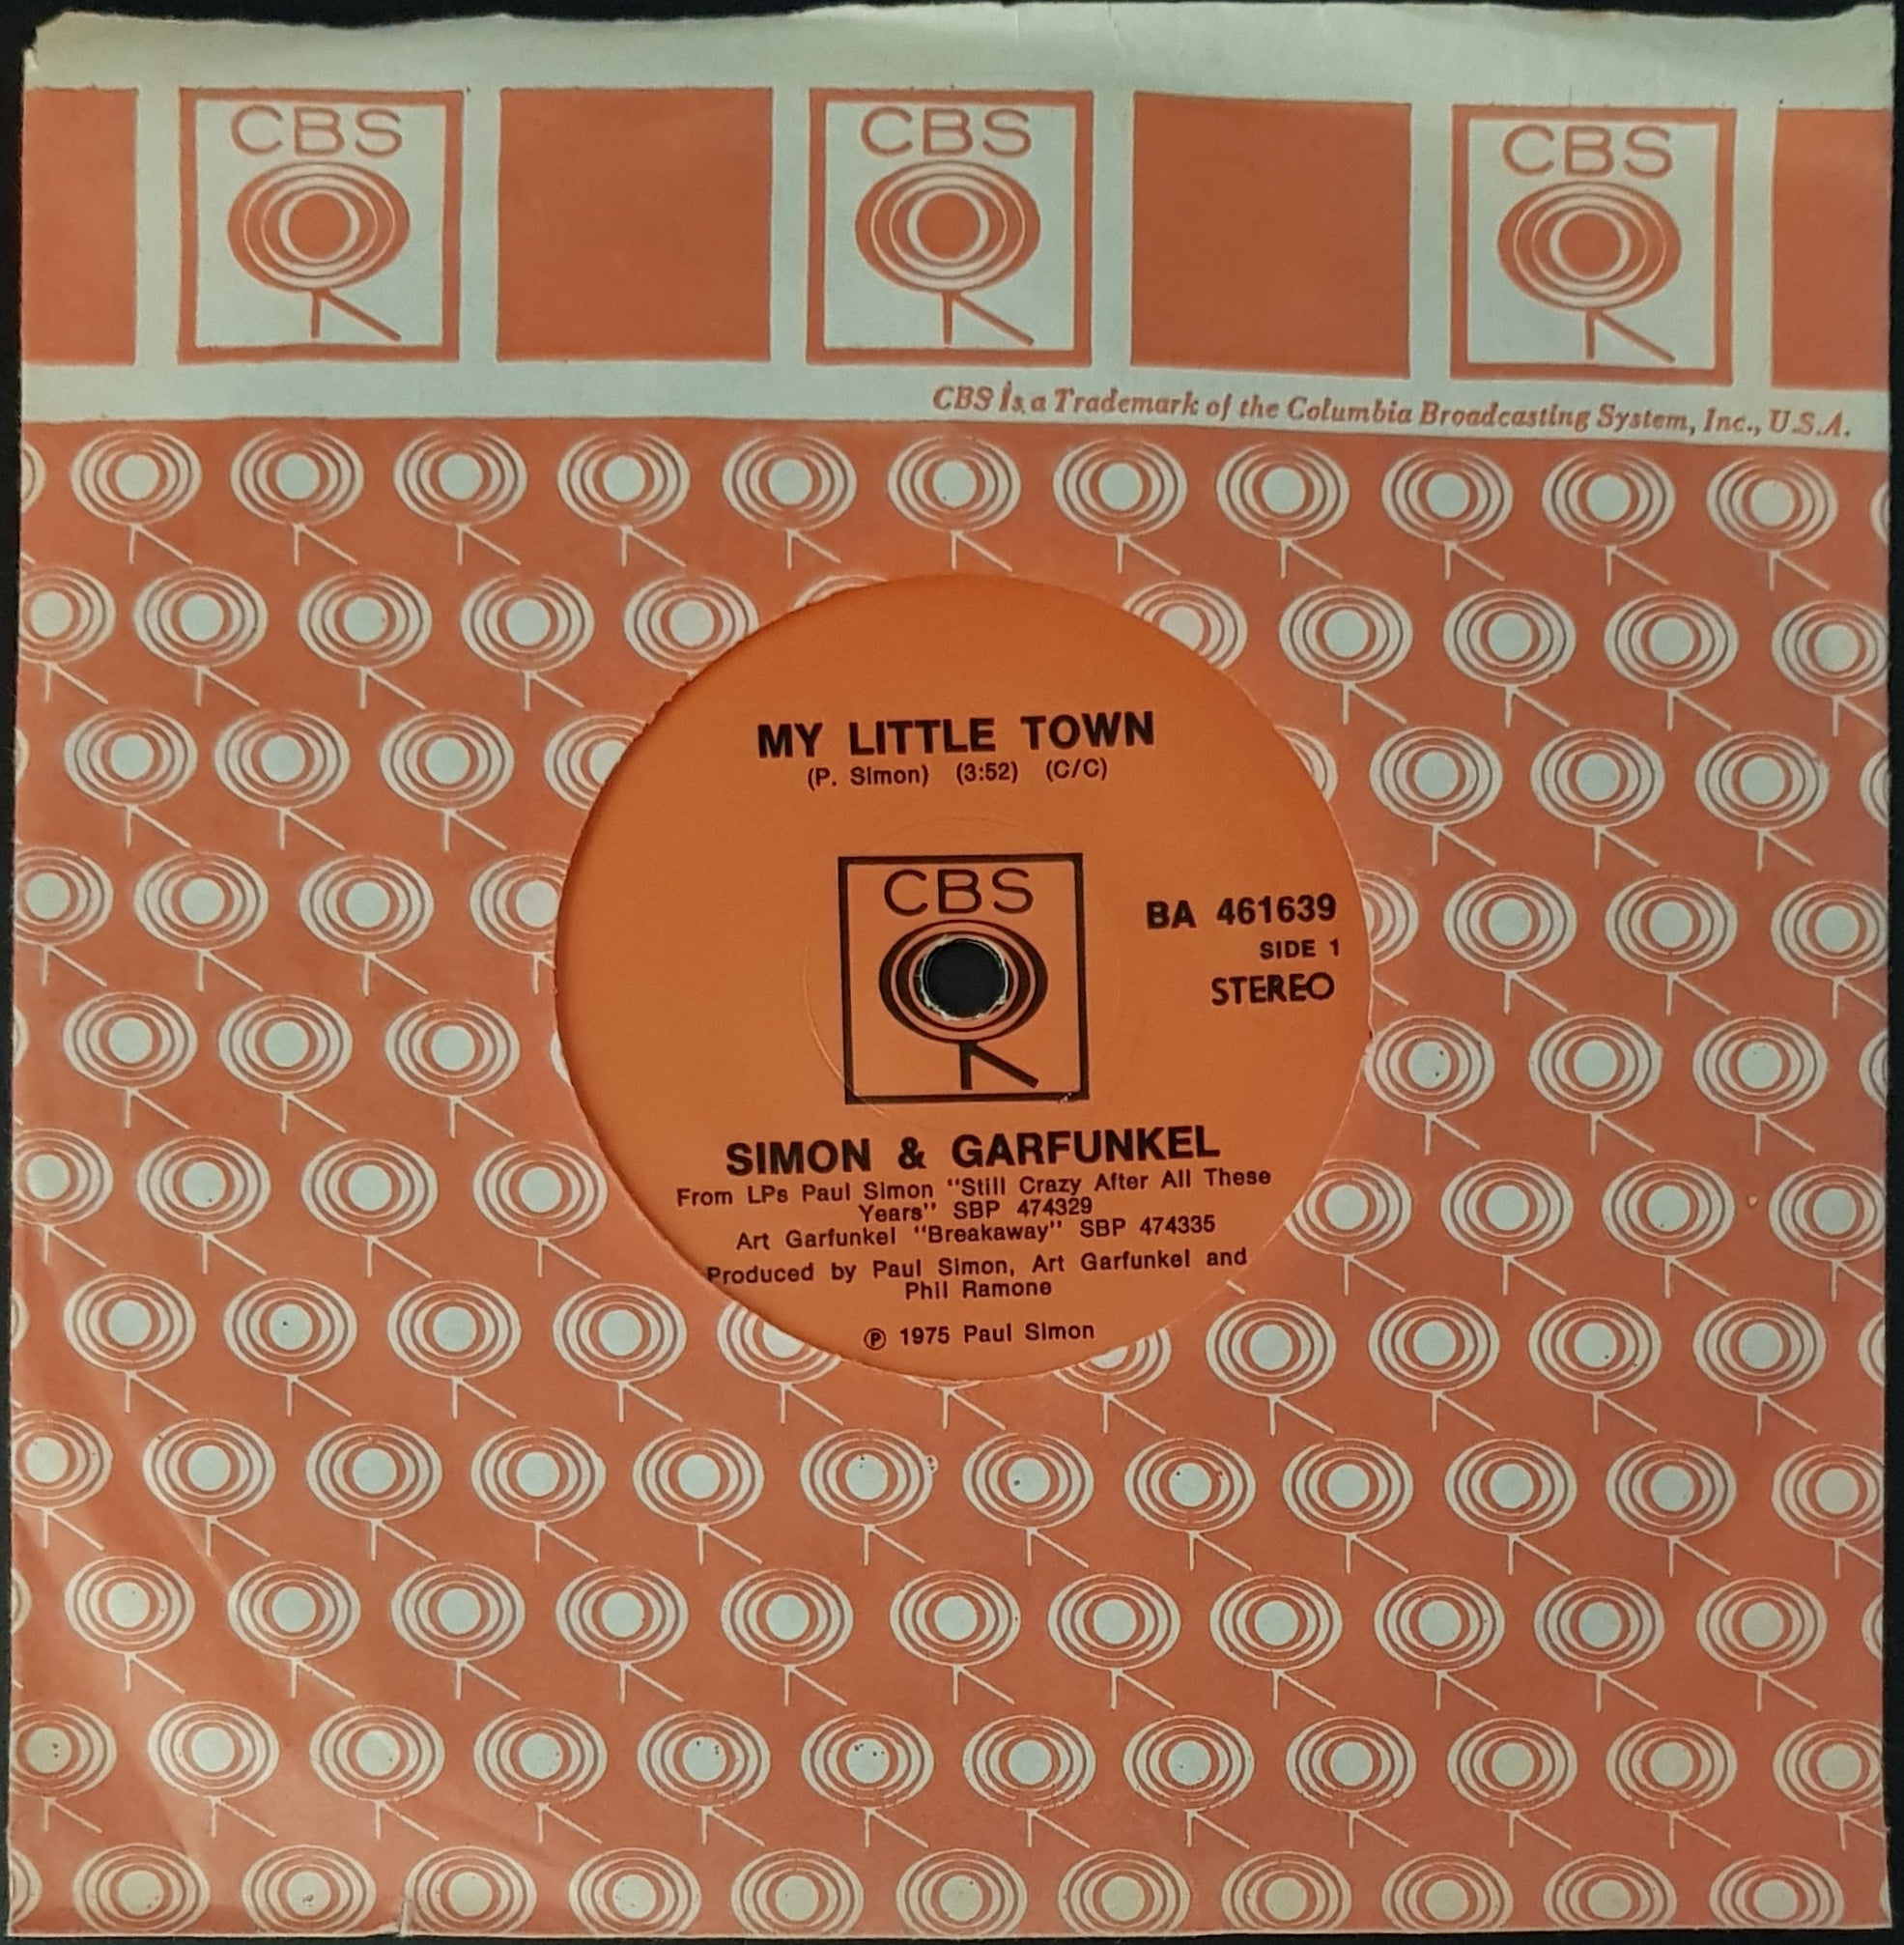 CBS
CBS
CBS
CBS is a Trademark of the Columbia Broadcasting System, Inc., U.S.A.
MY LITTLE TOWN
(P. Simon) (3:52) (C/C)
CBS
BA 461639
SIDE 1
STEREO
SIMON & GARFUNKEL
From LPs Paul Simon "Still Crazy After All These
Years" SBP 474329
Art Garfunkel "Breakaway" SBP 474335
Produced by Paul Simon, Art Garfunkel and
Phil Ramone
Ⓟ 1975 Paul Simon